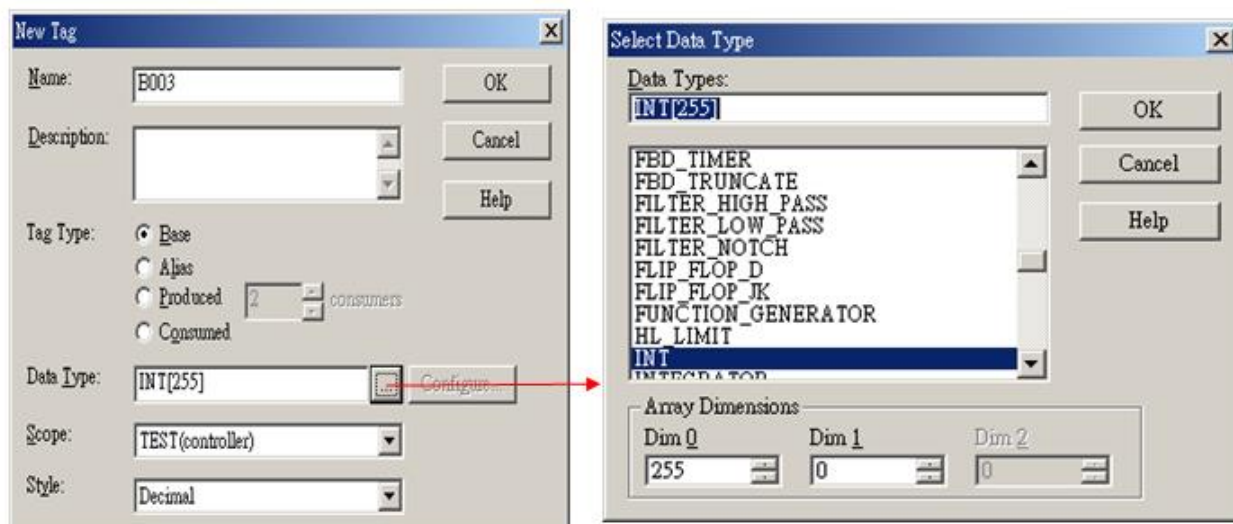 New Tag
Name: B003 OK
Description: Cancel
Help
Tag Type: Base
Alias
Produced 2 consumers
Consumed
Data Type: INT[255] ... Configure...
Scope: TEST(controller)
Style: Decimal
Select Data Type
Data Types:
INT[255] OK
Cancel
Help
FBD_TIMER
FBD_TRUNCATE
FILTER_HIGH_PASS
FILTER_LOW_PASS
FILTER_NOTCH
FLIP_FLOP_D
FLIP_FLOP_JK
FUNCTION_GENERATOR
HL_LIMIT
INT
INTEGRATOR
Array Dimensions
Dim 0 Dim 1 Dim 2
255 0 0